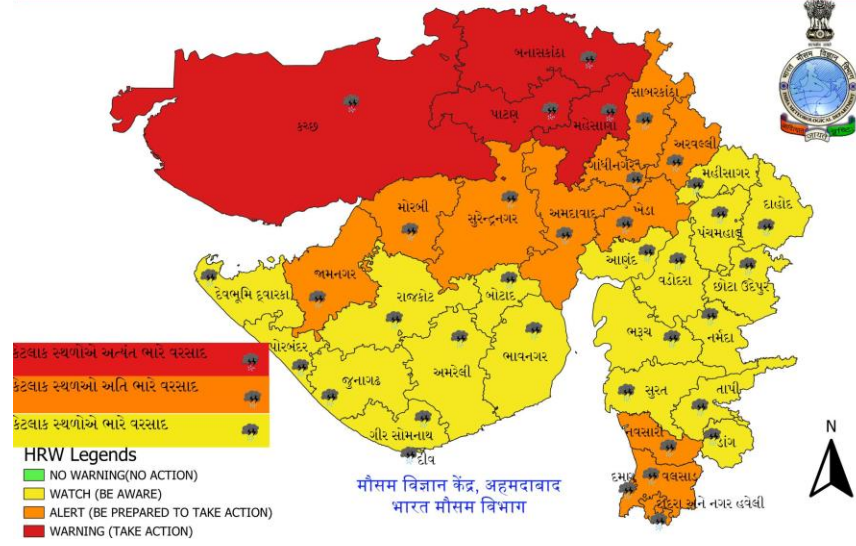 બનાસકાંઠા
સાબરકાંઠા
પાટણ
મહેસાણા
કચ્છ
અરવલ્લી
ગાંધીનગર
મહીસાગર
મોરબી
સુરેન્દ્રનગર
અમદાવાદ
ખેડા
દાહોદ
પંચમહાલ
આણંદ
જામનગર
વડોદરા
છોટા ઉદેપુર
દેવભૂમિ દ્વારકા
રાજકોટ
બોટાદ
પોરબંદર
ભરૂચ
નર્મદા
ભાવનગર
અમરેલી
જુનાગઢ
સુરત
તાપી
ગીર સોમનાથ
ડાંગ
નવસારી
દીવ
દમણ
વલસાડ
દાદરા અને નગર હવેલી
કેટલાક સ્થળોએ અત્યંત ભારે વરસાદ
કેટલાક સ્થળઓ અતિ ભારે વરસાદ
કેટલાક સ્થળોએ ભારે વરસાદ
HRW Legends
NO WARNING(NO ACTION)
WATCH (BE AWARE)
ALERT (BE PREPARED TO TAKE ACTION)
WARNING (TAKE ACTION)
मौसम विज्ञान केंद्र, अहमदाबाद
भारत मौसम विभाग
N